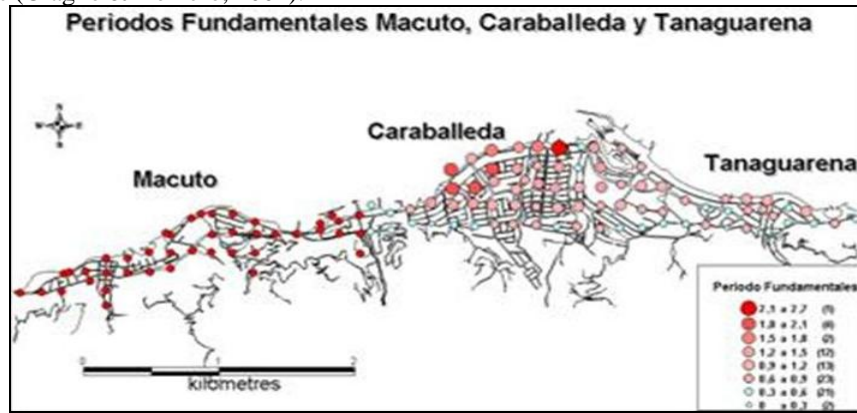 Periodos Fundamentales Macuto, Caraballeda y Tanaguarena
N
W E
S
Caraballeda
Tanaguarena
Macuto
Periodo Fundamentales
2,1 a 2,7 (1)
1,8 a 2,1 (4)
1,5 a 1,8 (2)
1,2 a 1,5 (12)
0,9 a 1,2 (13)
0,6 a 0,9 (23)
0,3 a 0,6 (21)
0 a 0,3 (2)
0 1 2
kilometres